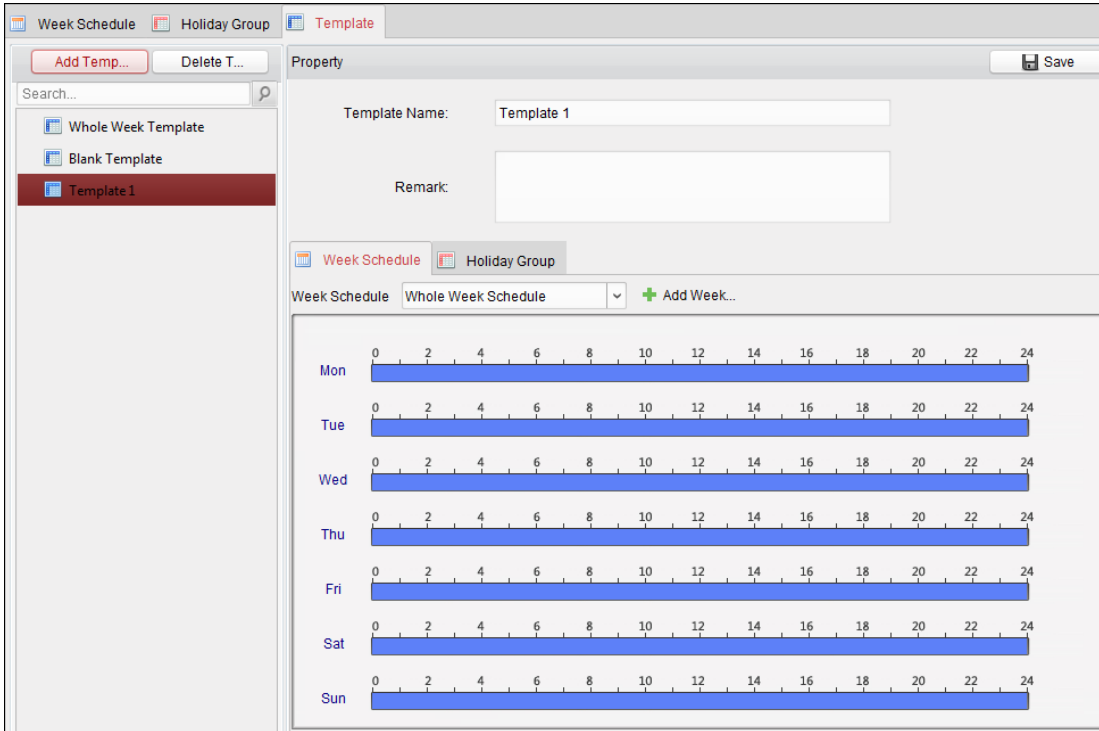 Week Schedule Holiday Group Template
Add Temp... Delete T... Property Save
Search...
Template Name: Template 1
Whole Week Template
Blank Template
Remark:
Template 1
Week Schedule Holiday Group
Week Schedule Whole Week Schedule Add Week...
0 2 4 6 8 10 12 14 16 18 20 22 24
Mon
0 2 4 6 8 10 12 14 16 18 20 22 24
Tue
0 2 4 6 8 10 12 14 16 18 20 22 24
Wed
0 2 4 6 8 10 12 14 16 18 20 22 24
Thu
0 2 4 6 8 10 12 14 16 18 20 22 24
Fri
0 2 4 6 8 10 12 14 16 18 20 22 24
Sat
0 2 4 6 8 10 12 14 16 18 20 22 24
Sun